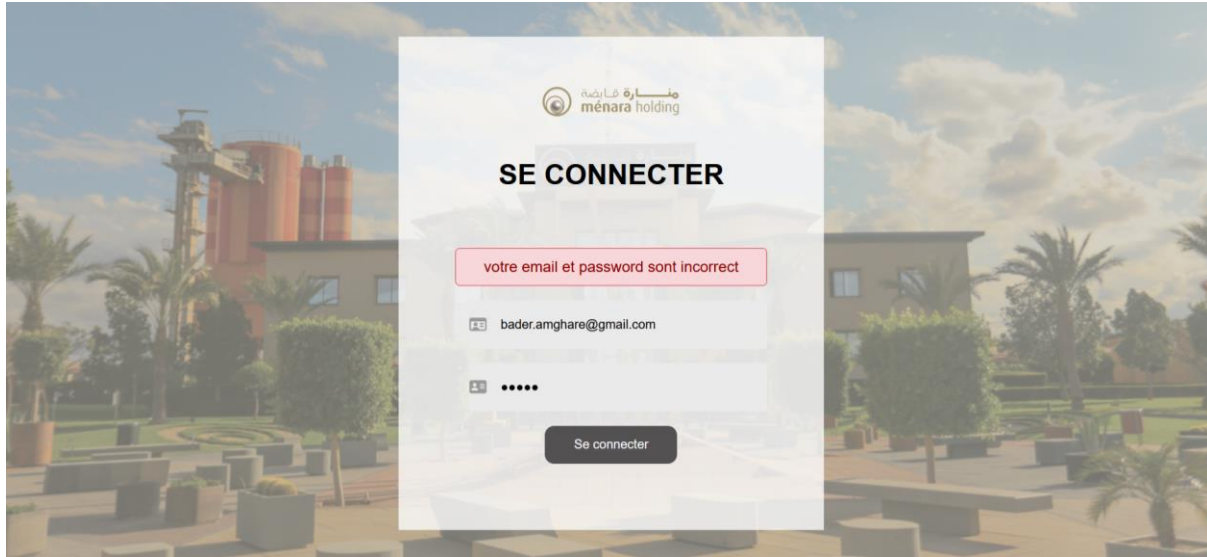 منـــارة قابضة
ménara holding
SE CONNECTER
votre email et password sont incorrect
bader.amghare@gmail.com
•••••
Se connecter